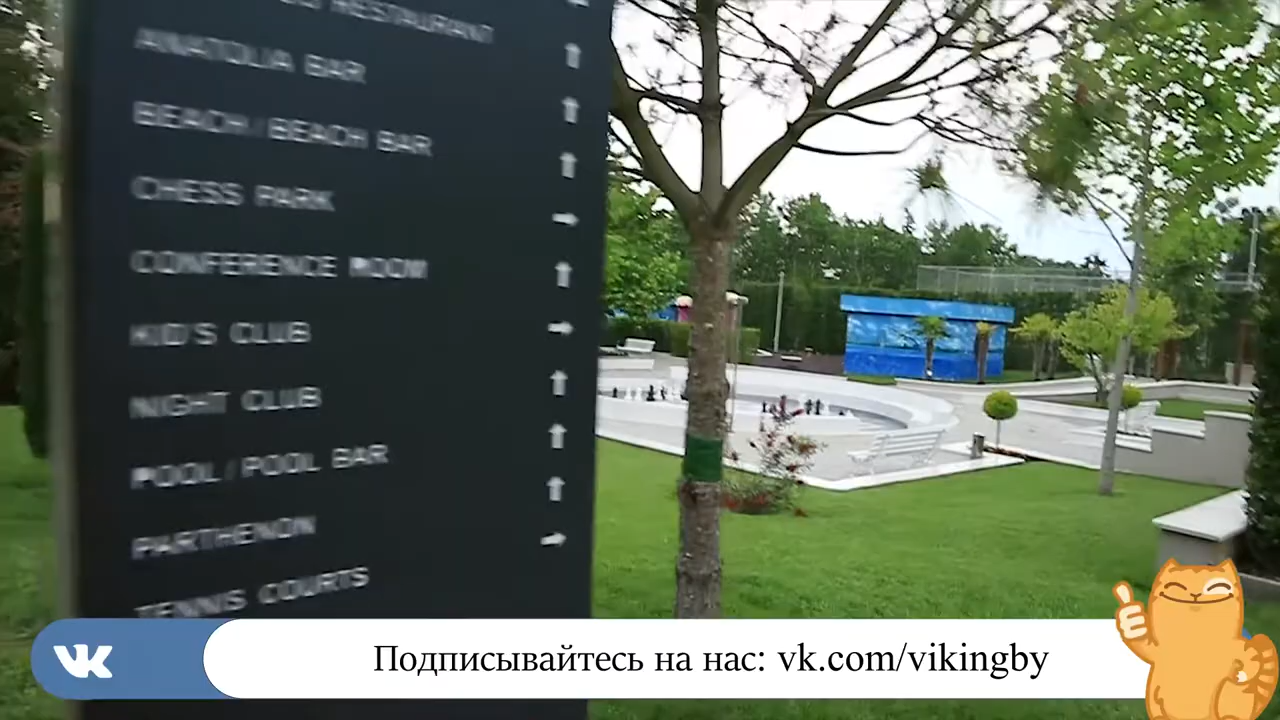 RESTAURANT
ANATOLIA BAR
BEACH / BEACH BAR
CHESS PARK
CONFERENCE ROOM
KID'S CLUB
NIGHT CLUB
POOL / POOL BAR
PARTHENON
TENNIS COURTS
Подписывайтесь на нас: vk.com/vikingby